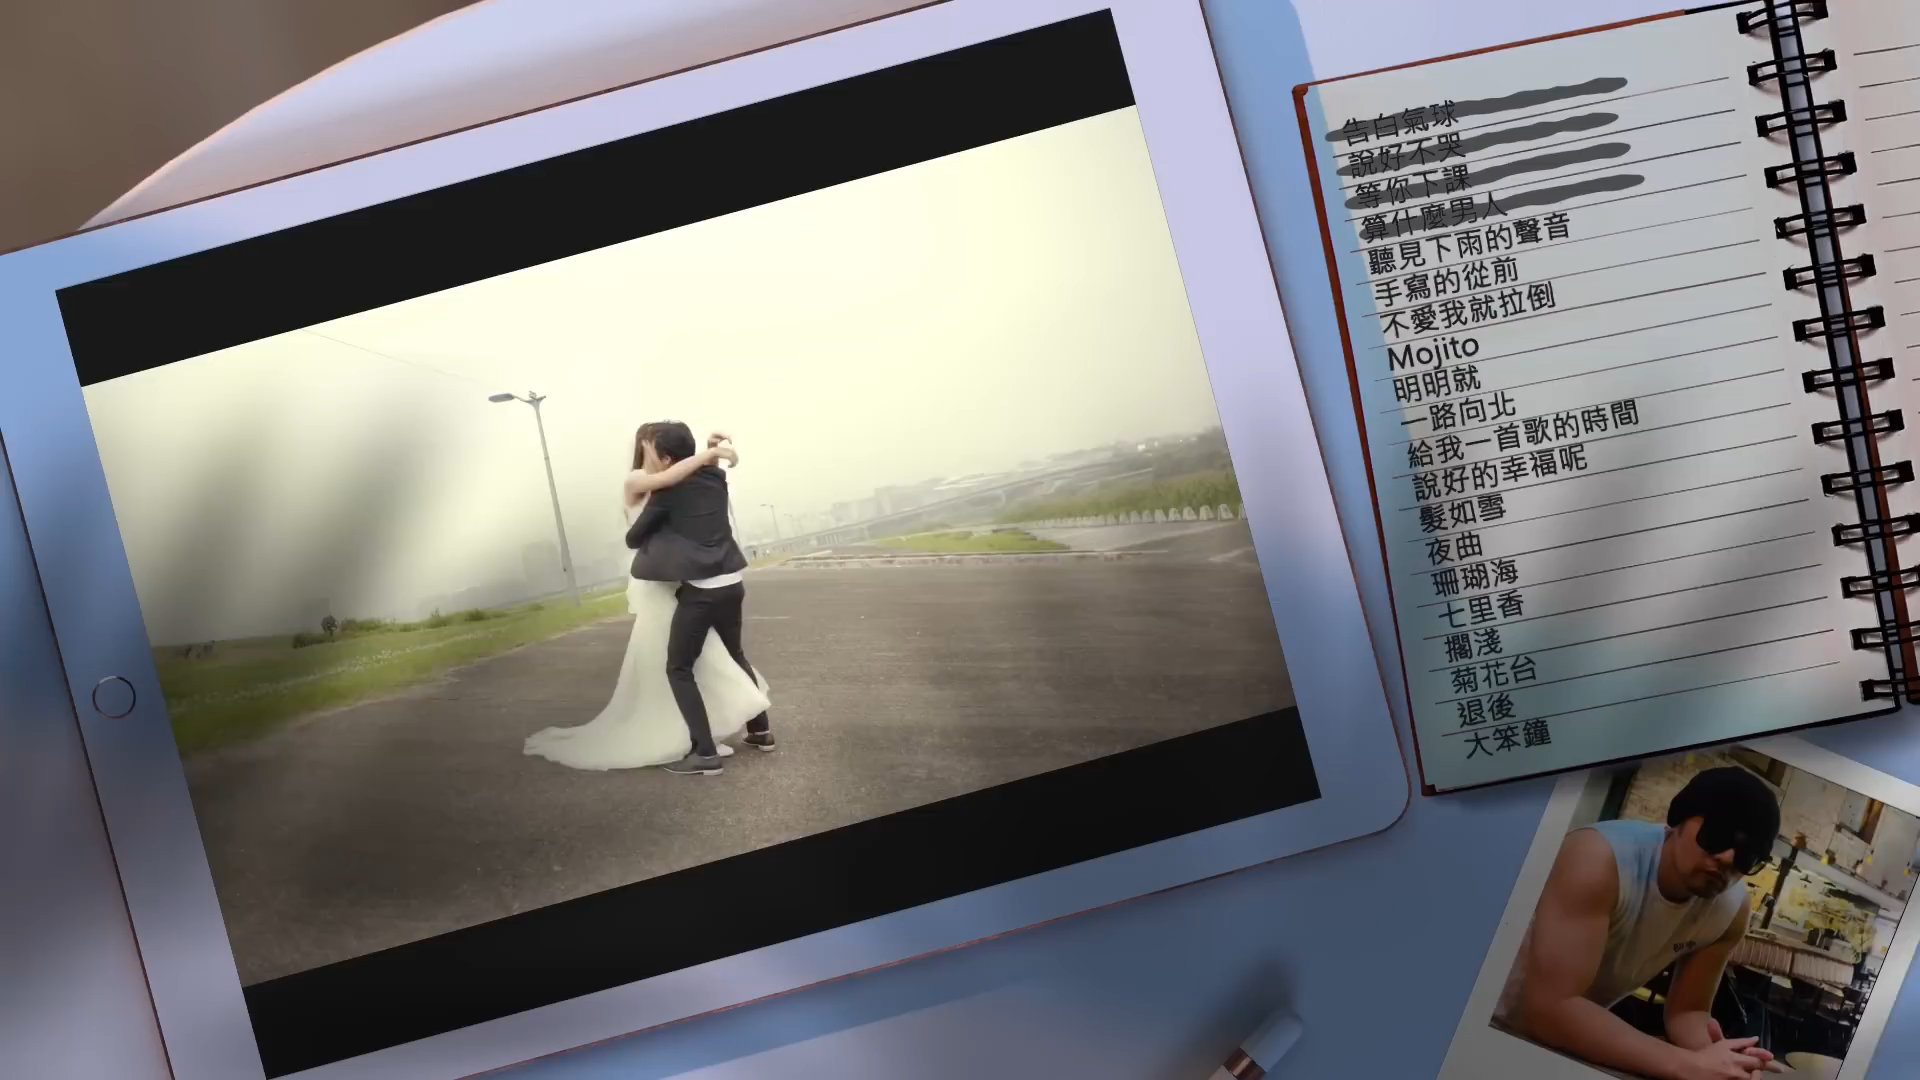 告白氣球
說好不哭
等你下課
算什麼男人
聽見下雨的聲音
手寫的從前
不愛我就拉倒
Mojito
明明就
一路向北
給我一首歌的時間
說好的幸福呢
髮如雪
夜曲
珊瑚海
七里香
擱淺
菊花台
退後
大笨鐘